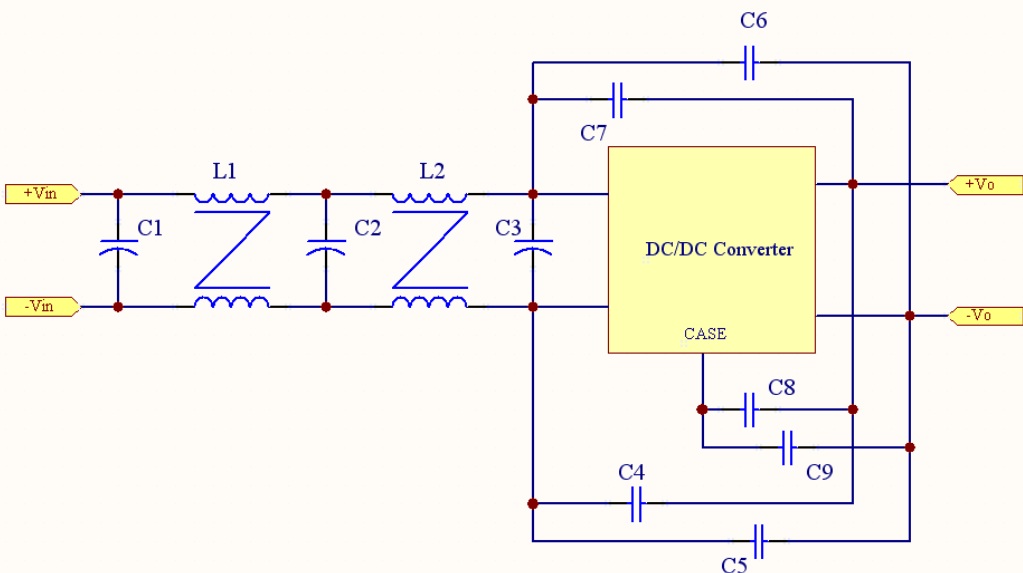 C6
C7
L1
L2
+Vin
+Vo
C1
C2
C3
DC/DC Converter
-Vin
-Vo
CASE
C8
C4
C9
C5